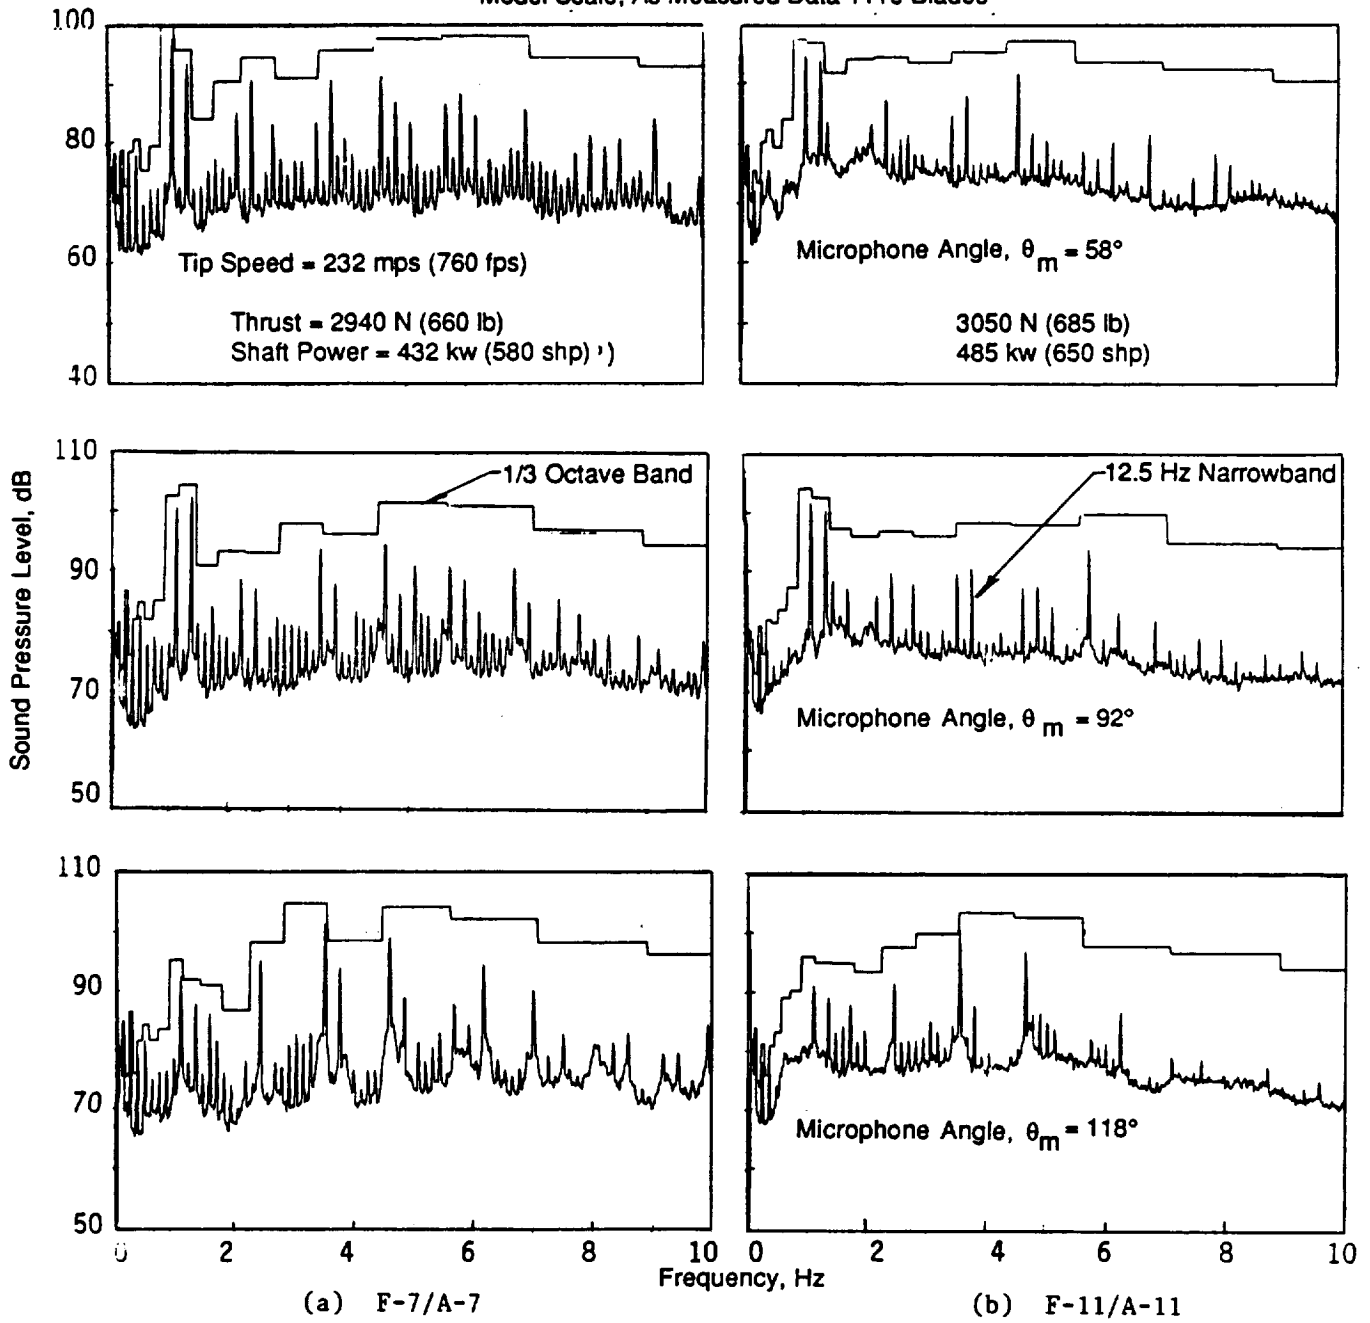 Model Scale, As Measured Data 11+9 Blades
100
80
60
40
Tip Speed = 232 mps (760 fps)
Thrust = 2940 N (660 lb)
Shaft Power = 432 kw (580 shp) )
Microphone Angle, θm = 58°
3050 N (685 lb)
485 kw (650 shp)
Sound Pressure Level, dB
110
90
70
50
1/3 Octave Band
12.5 Hz Narrowband
Microphone Angle, θm = 92°
110
90
70
50
Microphone Angle, θm = 118°
0 2 4 6 8 10
0 2 4 6 8 10
Frequency, Hz
(a) F-7/A-7
(b) F-11/A-11